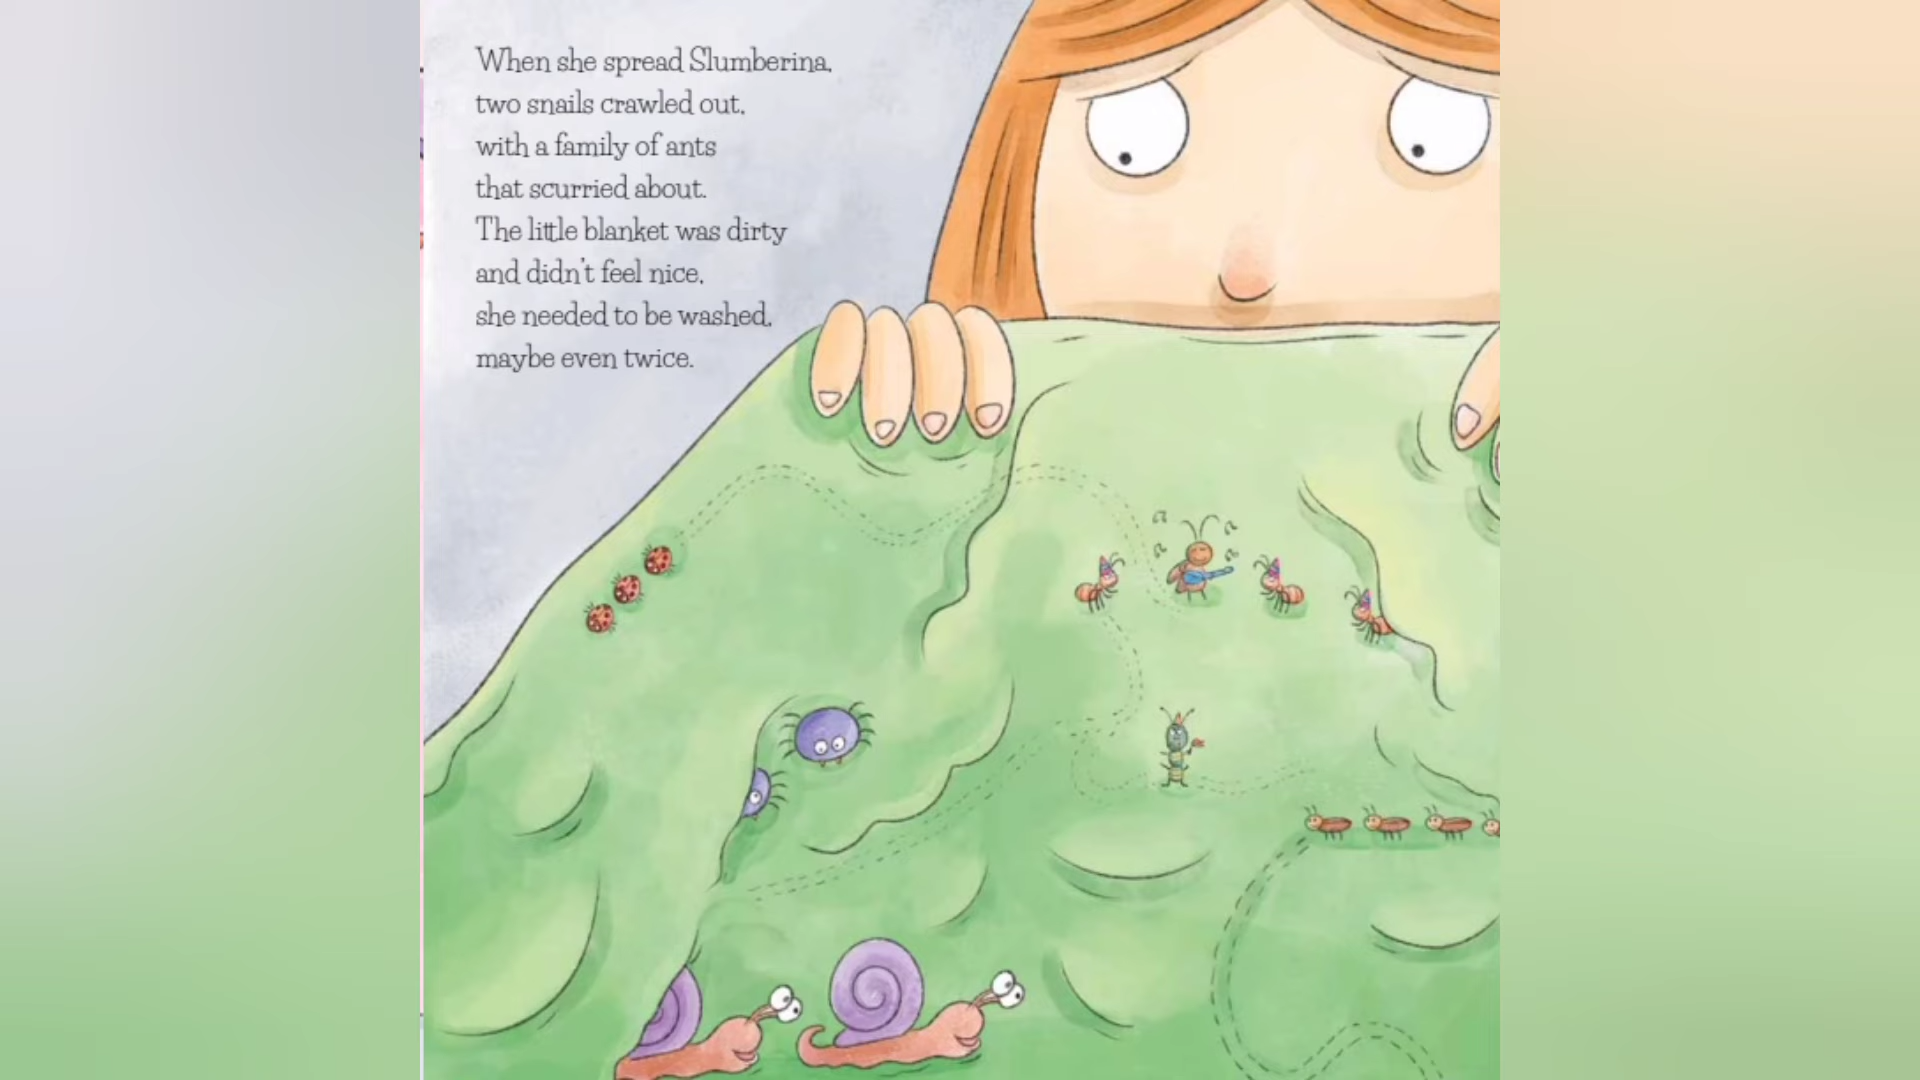 When she spread Slumberina,
two snails crawled out,
with a family of ants
that scurried about.
The little blanket was dirty
and didn't feel nice,
she needed to be washed,
maybe even twice.